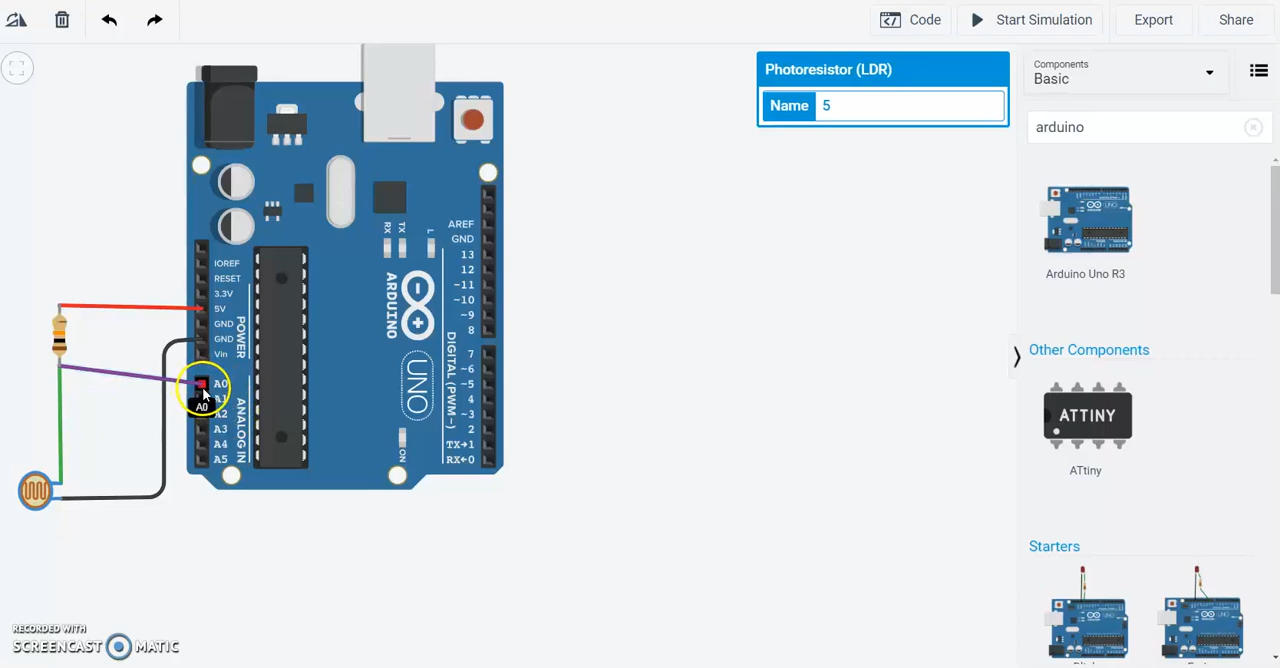 Code
Start Simulation
Export
Share
Photoresistor (LDR)
Name 5
Components
Basic
arduino
Arduino Uno R3
Other Components
ATTINY
ATtiny
Starters
RX
TX
L
AREF
GND
13
12
~11
~10
~9
8
7
~6
~5
4
~3
2
TX→1
RX←0
DIGITAL (PWM~)
ARDUINO
UNO
ON
IOREF
RESET
3.3V
5V
GND
GND
Vin
POWER
A0
A0
A1
A2
A3
A4
A5
ANALOG IN
RECORDED WITH
SCREENCAST MATIC